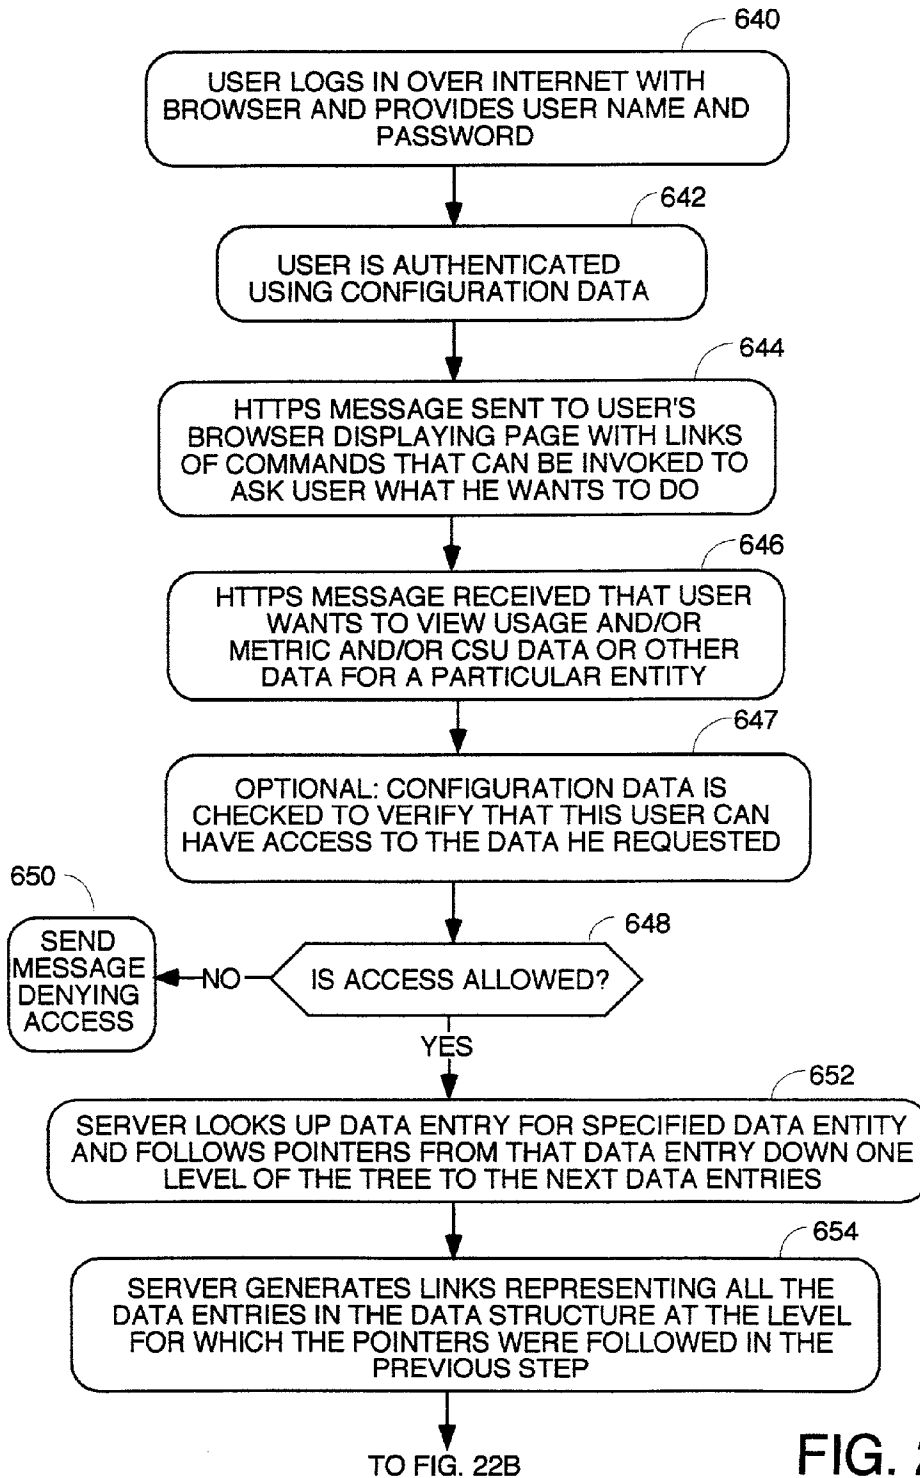 640
USER LOGS IN OVER INTERNET WITH
BROWSER AND PROVIDES USER NAME AND
PASSWORD
642
USER IS AUTHENTICATED
USING CONFIGURATION DATA
644
HTTPS MESSAGE SENT TO USER'S
BROWSER DISPLAYING PAGE WITH LINKS
OF COMMANDS THAT CAN BE INVOKED TO
ASK USER WHAT HE WANTS TO DO
646
HTTPS MESSAGE RECEIVED THAT USER
WANTS TO VIEW USAGE AND/OR
METRIC AND/OR CSU DATA OR OTHER
DATA FOR A PARTICULAR ENTITY
647
OPTIONAL: CONFIGURATION DATA IS
CHECKED TO VERIFY THAT THIS USER CAN
HAVE ACCESS TO THE DATA HE REQUESTED
650
SEND
MESSAGE
DENYING
ACCESS
NO
648
IS ACCESS ALLOWED?
YES
652
SERVER LOOKS UP DATA ENTRY FOR SPECIFIED DATA ENTITY
AND FOLLOWS POINTERS FROM THAT DATA ENTRY DOWN ONE
LEVEL OF THE TREE TO THE NEXT DATA ENTRIES
654
SERVER GENERATES LINKS REPRESENTING ALL THE
DATA ENTRIES IN THE DATA STRUCTURE AT THE LEVEL
FOR WHICH THE POINTERS WERE FOLLOWED IN THE
PREVIOUS STEP
TO FIG. 22B
FIG.